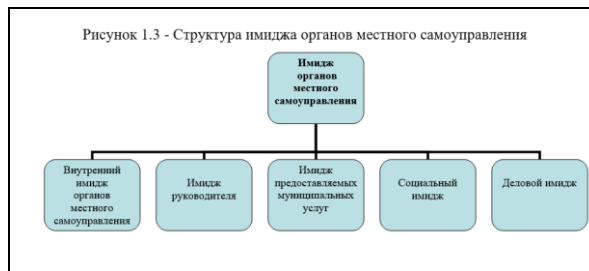 Рисунок 1.3 - Структура имиджа органов местного самоуправления
Имидж
органов
местного
самоуправления
Внутренний
имидж
органов
местного
самоуправления
Имидж
руководителя
Имидж
предоставляемых
муниципальных
услуг
Социальный
имидж
Деловой имидж